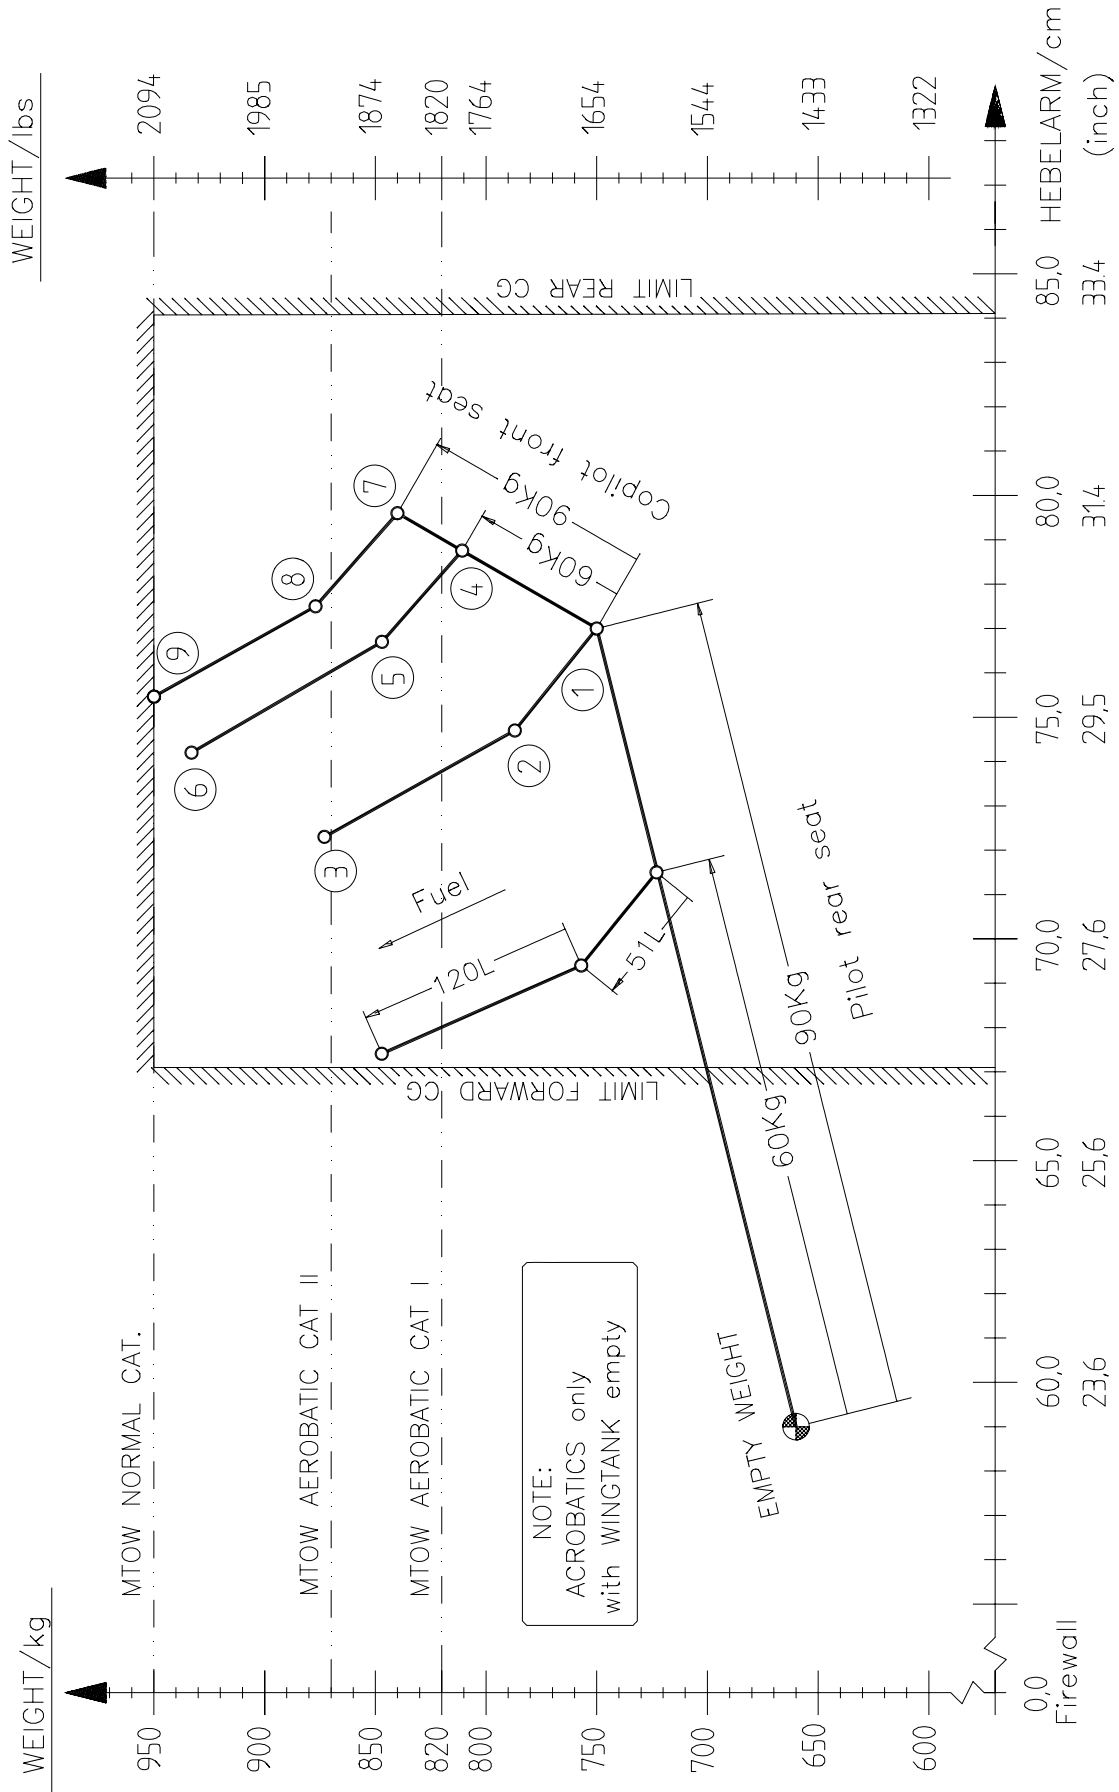 WEIGHT/kg
WEIGHT/lbs
MTOW NORMAL CAT.
950
2094
900
1985
MTOW AEROBATIC CAT II
1874
850
MTOW AEROBATIC CAT I
820
1820
800
1764
750
1654
700
1544
650
1433
600
1322
9
8
7
6
5
4
3
2
1
Fuel
120L
51L
90Kg
60Kg
Copilot front seat
LIMIT FORWARD CG
LIMIT REAR CG
NOTE:
ACROBATICS only
with WINGTANK empty
EMPTY WEIGHT
60Kg
90Kg
Pilot rear seat
0,0 60,0 65,0 70,0 75,0 80,0 85,0 HEBELARM/cm
Firewall 23,6 25,6 27,6 29,5 31.4 33.4 (inch)